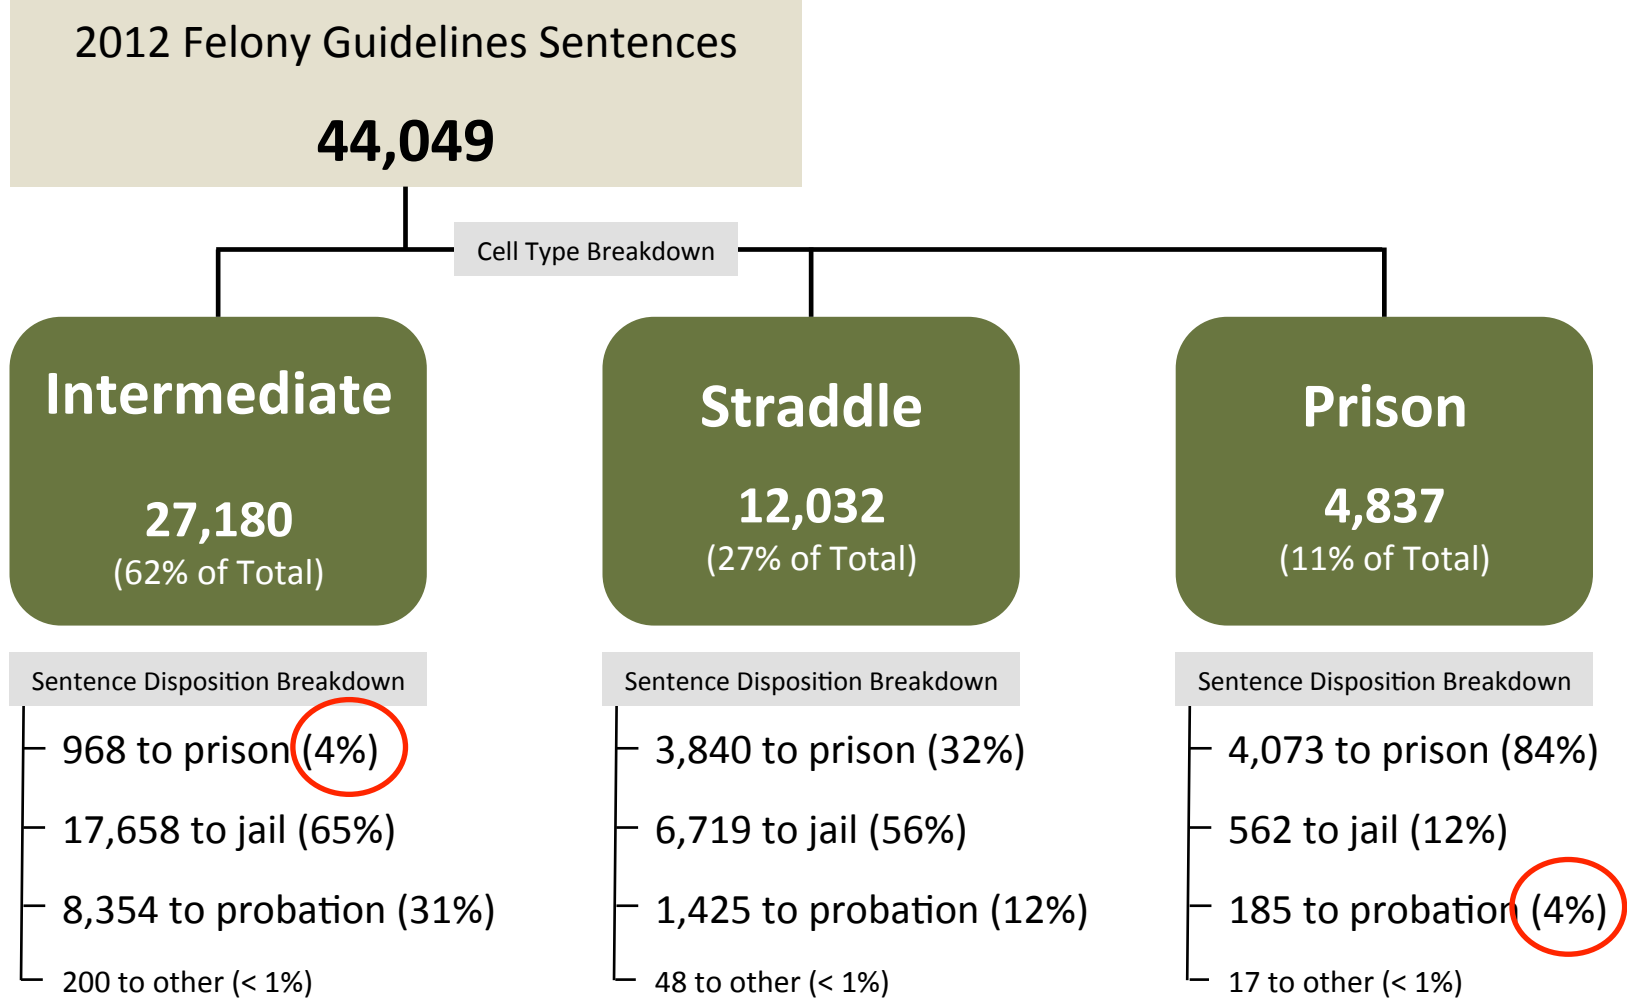 2012 Felony Guidelines Sentences
44,049
Cell Type Breakdown
Intermediate
27,180
(62% of Total)
Sentence Disposition Breakdown
968 to prison (4%)
17,658 to jail (65%)
8,354 to probation (31%)
200 to other (< 1%)
Straddle
12,032
(27% of Total)
Sentence Disposition Breakdown
3,840 to prison (32%)
6,719 to jail (56%)
1,425 to probation (12%)
48 to other (< 1%)
Prison
4,837
(11% of Total)
Sentence Disposition Breakdown
4,073 to prison (84%)
562 to jail (12%)
185 to probation (4%)
17 to other (< 1%)